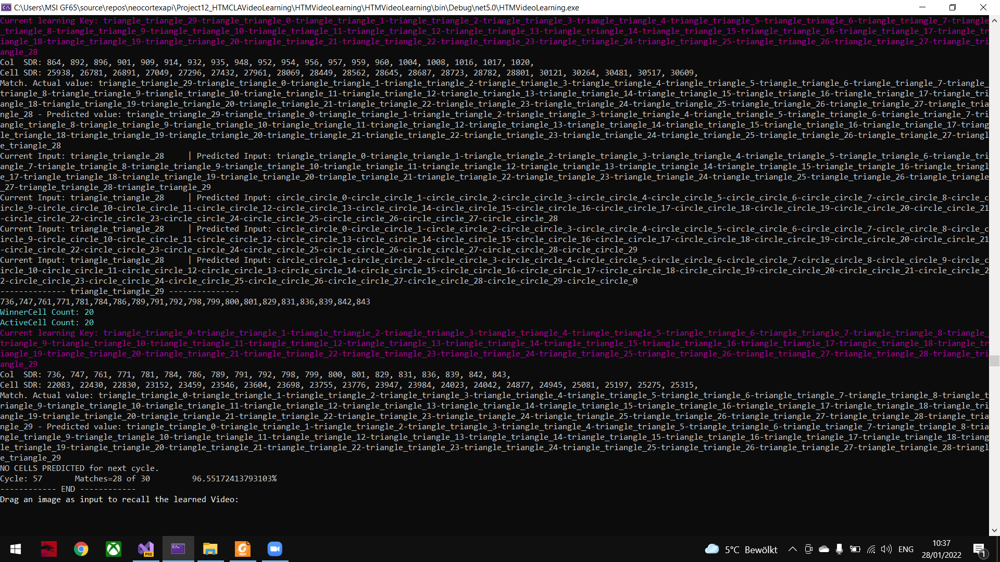 C:\Users\MSI GF65\source\repos\neocortexapi\Project12_HTMCLAVideoLearning\HTMVideoLearning\HTMVideoLearning\bin\Debug\net5.0\HTMVideoLearning.exe
Current learning Key: triangle_triangle_29-triangle_triangle_0-triangle_triangle_1-triangle_triangle_2-triangle_triangle_3-triangle_triangle_4-triangle_triangle_5-triangle_triangle_6-triangle_triangle_7-triangle
_triangle_8-triangle_triangle_9-triangle_triangle_10-triangle_triangle_11-triangle_triangle_12-triangle_triangle_13-triangle_triangle_14-triangle_triangle_15-triangle_triangle_16-triangle_triangle_17-triangle_tr
iangle_18-triangle_triangle_19-triangle_triangle_20-triangle_triangle_21-triangle_triangle_22-triangle_triangle_23-triangle_triangle_24-triangle_triangle_25-triangle_triangle_26-triangle_triangle_27-triangle_tri
angle_28
Col  SDR: 864, 892, 896, 901, 909, 914, 932, 935, 948, 952, 954, 956, 957, 959, 960, 1004, 1008, 1016, 1017, 1020,
Cell SDR: 25938, 26781, 26891, 27049, 27296, 27432, 27961, 28069, 28449, 28562, 28645, 28687, 28723, 28782, 28801, 30121, 30264, 30481, 30517, 30609,
Match. Actual value: triangle_triangle_29-triangle_triangle_0-triangle_triangle_1-triangle_triangle_2-triangle_triangle_3-triangle_triangle_4-triangle_triangle_5-triangle_triangle_6-triangle_triangle_7-triangle_
triangle_8-triangle_triangle_9-triangle_triangle_10-triangle_triangle_11-triangle_triangle_12-triangle_triangle_13-triangle_triangle_14-triangle_triangle_15-triangle_triangle_16-triangle_triangle_17-triangle_tri
angle_18-triangle_triangle_19-triangle_triangle_20-triangle_triangle_21-triangle_triangle_22-triangle_triangle_23-triangle_triangle_24-triangle_triangle_25-triangle_triangle_26-triangle_triangle_27-triangle_tria
ngle_28 - Predicted value: triangle_triangle_29-triangle_triangle_0-triangle_triangle_1-triangle_triangle_2-triangle_triangle_3-triangle_triangle_4-triangle_triangle_5-triangle_triangle_6-triangle_triangle_7-tri
angle_triangle_8-triangle_triangle_9-triangle_triangle_10-triangle_triangle_11-triangle_triangle_12-triangle_triangle_13-triangle_triangle_14-triangle_triangle_15-triangle_triangle_16-triangle_triangle_17-triang
le_triangle_18-triangle_triangle_19-triangle_triangle_20-triangle_triangle_21-triangle_triangle_22-triangle_triangle_23-triangle_triangle_24-triangle_triangle_25-triangle_triangle_26-triangle_triangle_27-triangl
e_triangle_28
Current Input: triangle_triangle_28     | Predicted Input: triangle_triangle_0-triangle_triangle_1-triangle_triangle_2-triangle_triangle_3-triangle_triangle_4-triangle_triangle_5-triangle_triangle_6-triangle_tri
angle_7-triangle_triangle_8-triangle_triangle_9-triangle_triangle_10-triangle_triangle_11-triangle_triangle_12-triangle_triangle_13-triangle_triangle_14-triangle_triangle_15-triangle_triangle_16-triangle_triangl
e_17-triangle_triangle_18-triangle_triangle_19-triangle_triangle_20-triangle_triangle_21-triangle_triangle_22-triangle_triangle_23-triangle_triangle_24-triangle_triangle_25-triangle_triangle_26-triangle_triangle
_27-triangle_triangle_28-triangle_triangle_29
Current Input: triangle_triangle_28     | Predicted Input: circle_circle_0-circle_circle_1-circle_circle_2-circle_circle_3-circle_circle_4-circle_circle_5-circle_circle_6-circle_circle_7-circle_circle_8-circle_c
ircle_9-circle_circle_10-circle_circle_11-circle_circle_12-circle_circle_13-circle_circle_14-circle_circle_15-circle_circle_16-circle_circle_17-circle_circle_18-circle_circle_19-circle_circle_20-circle_circle_21
-circle_circle_22-circle_circle_23-circle_circle_24-circle_circle_25-circle_circle_26-circle_circle_27-circle_circle_28
Current Input: triangle_triangle_28     | Predicted Input: circle_circle_0-circle_circle_1-circle_circle_2-circle_circle_3-circle_circle_4-circle_circle_5-circle_circle_6-circle_circle_7-circle_circle_8-circle_c
ircle_9-circle_circle_10-circle_circle_11-circle_circle_12-circle_circle_13-circle_circle_14-circle_circle_15-circle_circle_16-circle_circle_17-circle_circle_18-circle_circle_19-circle_circle_20-circle_circle_21
-circle_circle_22-circle_circle_23-circle_circle_24-circle_circle_25-circle_circle_26-circle_circle_27-circle_circle_28-circle_circle_29
Current Input: triangle_triangle_28     | Predicted Input: circle_circle_1-circle_circle_2-circle_circle_3-circle_circle_4-circle_circle_5-circle_circle_6-circle_circle_7-circle_circle_8-circle_circle_9-circle_c
ircle_10-circle_circle_11-circle_circle_12-circle_circle_13-circle_circle_14-circle_circle_15-circle_circle_16-circle_circle_17-circle_circle_18-circle_circle_19-circle_circle_20-circle_circle_21-circle_circle_2
2-circle_circle_23-circle_circle_24-circle_circle_25-circle_circle_26-circle_circle_27-circle_circle_28-circle_circle_29-circle_circle_0
-------------- triangle_triangle_29 ---------------
736,747,761,771,781,784,786,789,791,792,798,799,800,801,829,831,836,839,842,843
WinnerCell Count: 20
ActiveCell Count: 20
Current learning Key: triangle_triangle_0-triangle_triangle_1-triangle_triangle_2-triangle_triangle_3-triangle_triangle_4-triangle_triangle_5-triangle_triangle_6-triangle_triangle_7-triangle_triangle_8-triangle_
triangle_9-triangle_triangle_10-triangle_triangle_11-triangle_triangle_12-triangle_triangle_13-triangle_triangle_14-triangle_triangle_15-triangle_triangle_16-triangle_triangle_17-triangle_triangle_18-triangle_tr
iangle_19-triangle_triangle_20-triangle_triangle_21-triangle_triangle_22-triangle_triangle_23-triangle_triangle_24-triangle_triangle_25-triangle_triangle_26-triangle_triangle_27-triangle_triangle_28-triangle_tri
angle_29
Col  SDR: 736, 747, 761, 771, 781, 784, 786, 789, 791, 792, 798, 799, 800, 801, 829, 831, 836, 839, 842, 843,
Cell SDR: 22083, 22430, 22830, 23152, 23459, 23546, 23604, 23698, 23755, 23776, 23947, 23984, 24023, 24042, 24877, 24945, 25081, 25197, 25275, 25315,
Match. Actual value: triangle_triangle_0-triangle_triangle_1-triangle_triangle_2-triangle_triangle_3-triangle_triangle_4-triangle_triangle_5-triangle_triangle_6-triangle_triangle_7-triangle_triangle_8-triangle_t
riangle_9-triangle_triangle_10-triangle_triangle_11-triangle_triangle_12-triangle_triangle_13-triangle_triangle_14-triangle_triangle_15-triangle_triangle_16-triangle_triangle_17-triangle_triangle_18-triangle_tri
angle_19-triangle_triangle_20-triangle_triangle_21-triangle_triangle_22-triangle_triangle_23-triangle_triangle_24-triangle_triangle_25-triangle_triangle_26-triangle_triangle_27-triangle_triangle_28-triangle_tria
ngle_29 - Predicted value: triangle_triangle_0-triangle_triangle_1-triangle_triangle_2-triangle_triangle_3-triangle_triangle_4-triangle_triangle_5-triangle_triangle_6-triangle_triangle_7-triangle_triangle_8-tria
ngle_triangle_9-triangle_triangle_10-triangle_triangle_11-triangle_triangle_12-triangle_triangle_13-triangle_triangle_14-triangle_triangle_15-triangle_triangle_16-triangle_triangle_17-triangle_triangle_18-triang
le_triangle_19-triangle_triangle_20-triangle_triangle_21-triangle_triangle_22-triangle_triangle_23-triangle_triangle_24-triangle_triangle_25-triangle_triangle_26-triangle_triangle_27-triangle_triangle_28-triangl
e_triangle_29
NO CELLS PREDICTED for next cycle.
Cycle: 57       Matches=28 of 30         96.55172413793103%
------------ END ------------
Drag an image as input to recall the learned Video:
PRE
C:\_
PDF
5°C  Bewölkt
ENG
10:37
28/01/2022
1